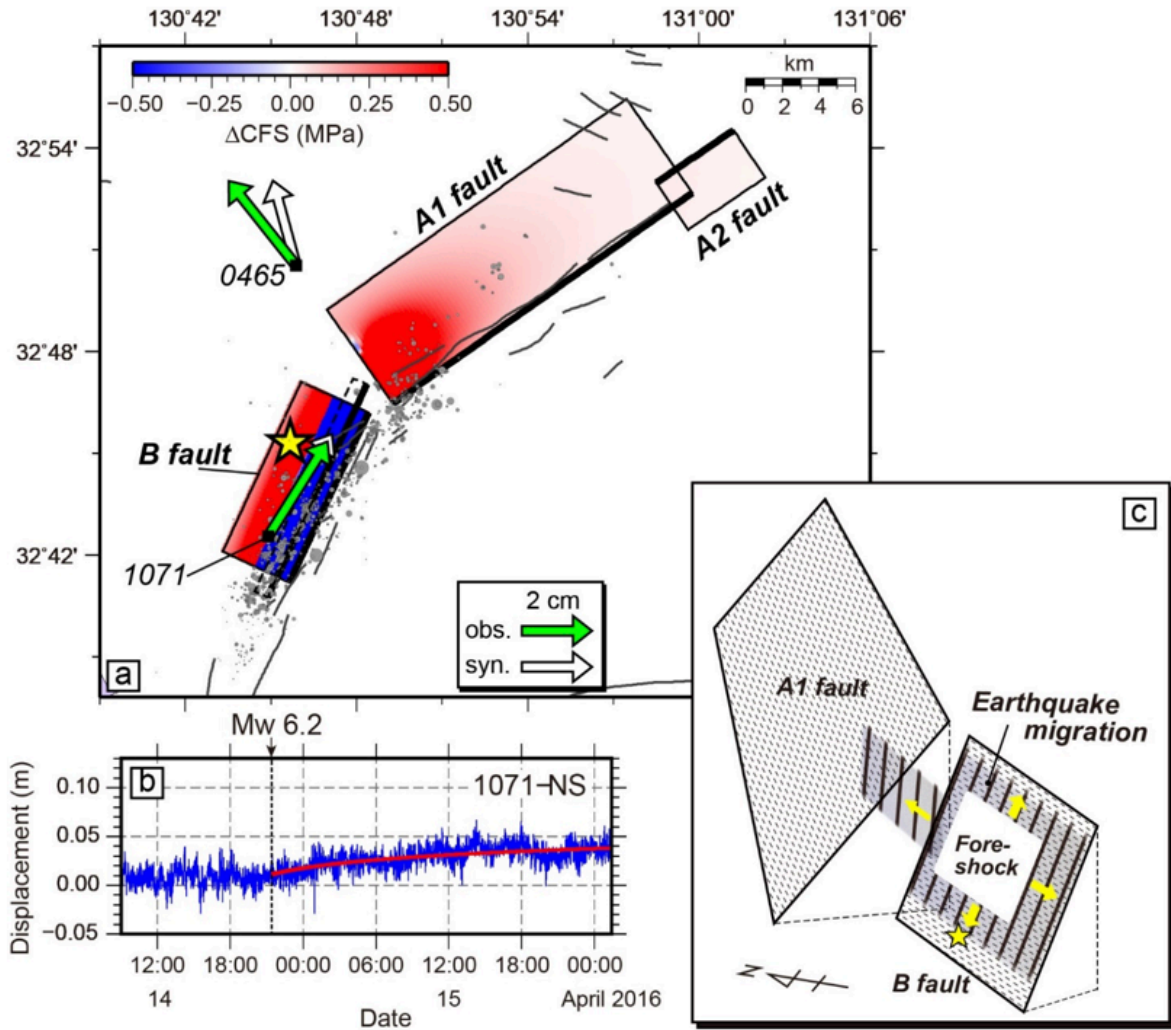 130°42' 130°48' 130°54' 131°00' 131°06'
−0.50 −0.25 0.00 0.25 0.50
ΔCFS (MPa)
km
0 2 4 6
32°54'
32°48'
32°42'
A1 fault
A2 fault
0465
B fault
1071
2 cm
obs.
syn.
a
c
A1 fault
Earthquake
migration
Fore-
shock
B fault
N
Mw 6.2
b
1071−NS
Displacement (m)
0.10
0.05
0.00
−0.05
12:00 18:00 00:00 06:00 12:00 18:00 00:00
14 15 April 2016
Date